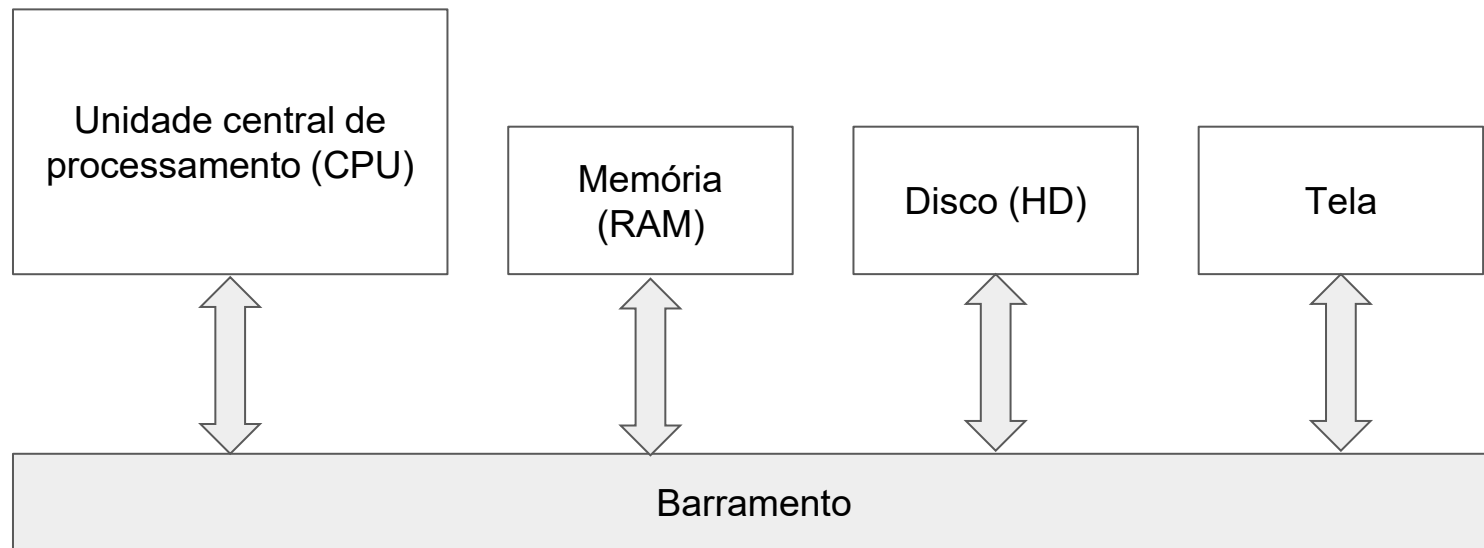 Unidade central de
processamento (CPU)
Memória
(RAM)
Disco (HD)
Tela
Barramento